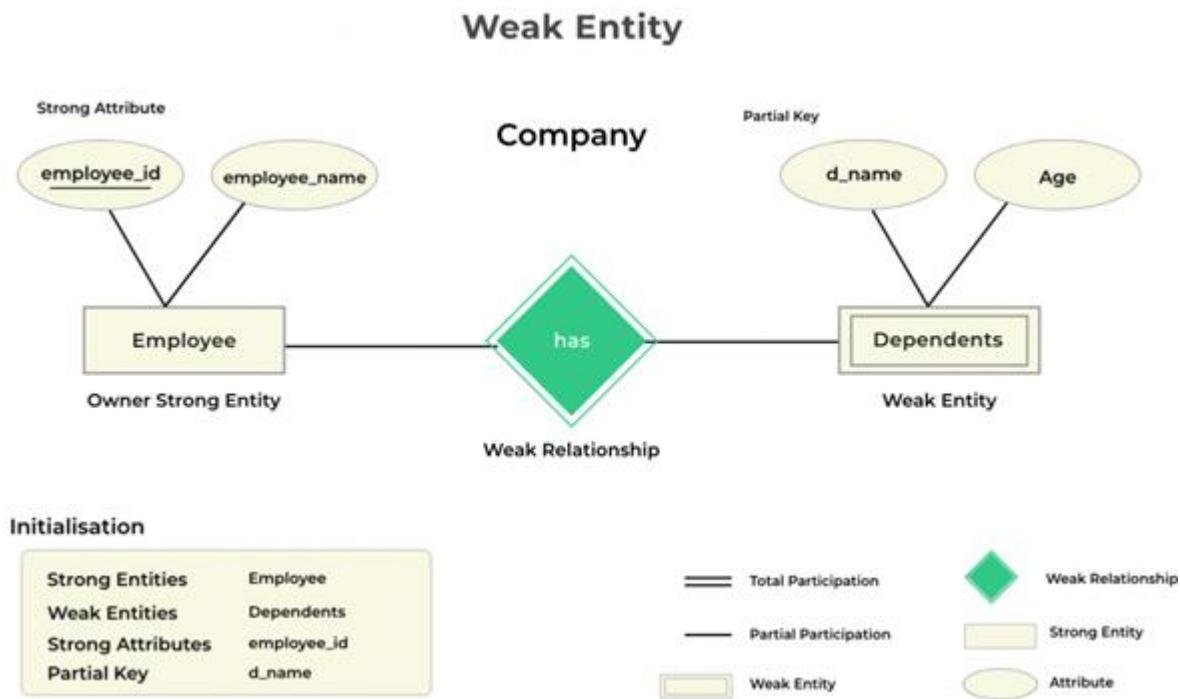 Weak Entity
Strong Attribute
Company
Partial Key
employee_id
employee_name
d_name
Age
Employee
has
Dependents
Owner Strong Entity
Weak Entity
Weak Relationship
Initialisation
Strong Entities Employee
Weak Entities Dependents
Strong Attributes employee_id
Partial Key d_name
Total Participation
Weak Relationship
Partial Participation
Strong Entity
Weak Entity
Attribute